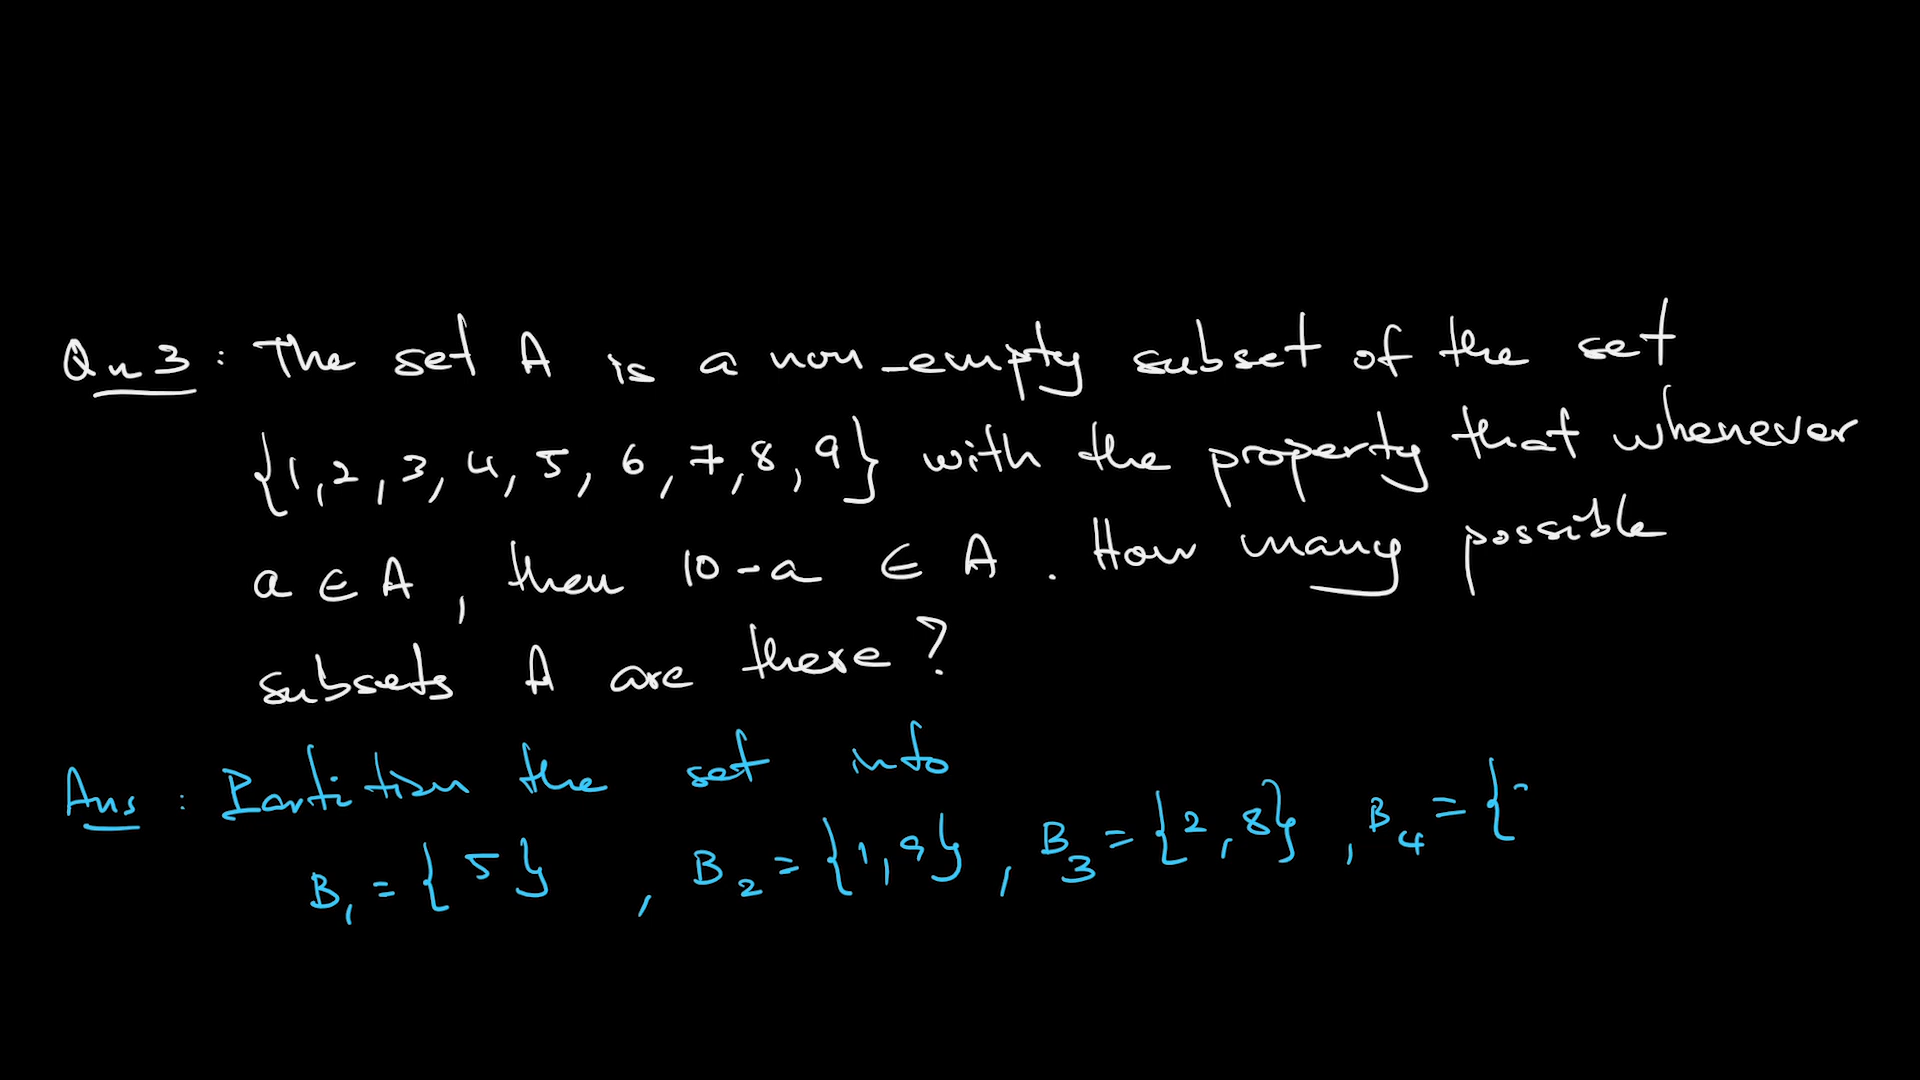 Qn 3 : The set A is a non-empty subset of the set
{1, 2, 3, 4, 5, 6, 7, 8, 9} with the property that whenever
a ∈ A, then 10-a ∈ A. How many possible
subsets A are there?
Ans : Partition the set into
B₁ = {5}, B₂ = {1, 9}, B₃ = {2, 8}, B₄ = {